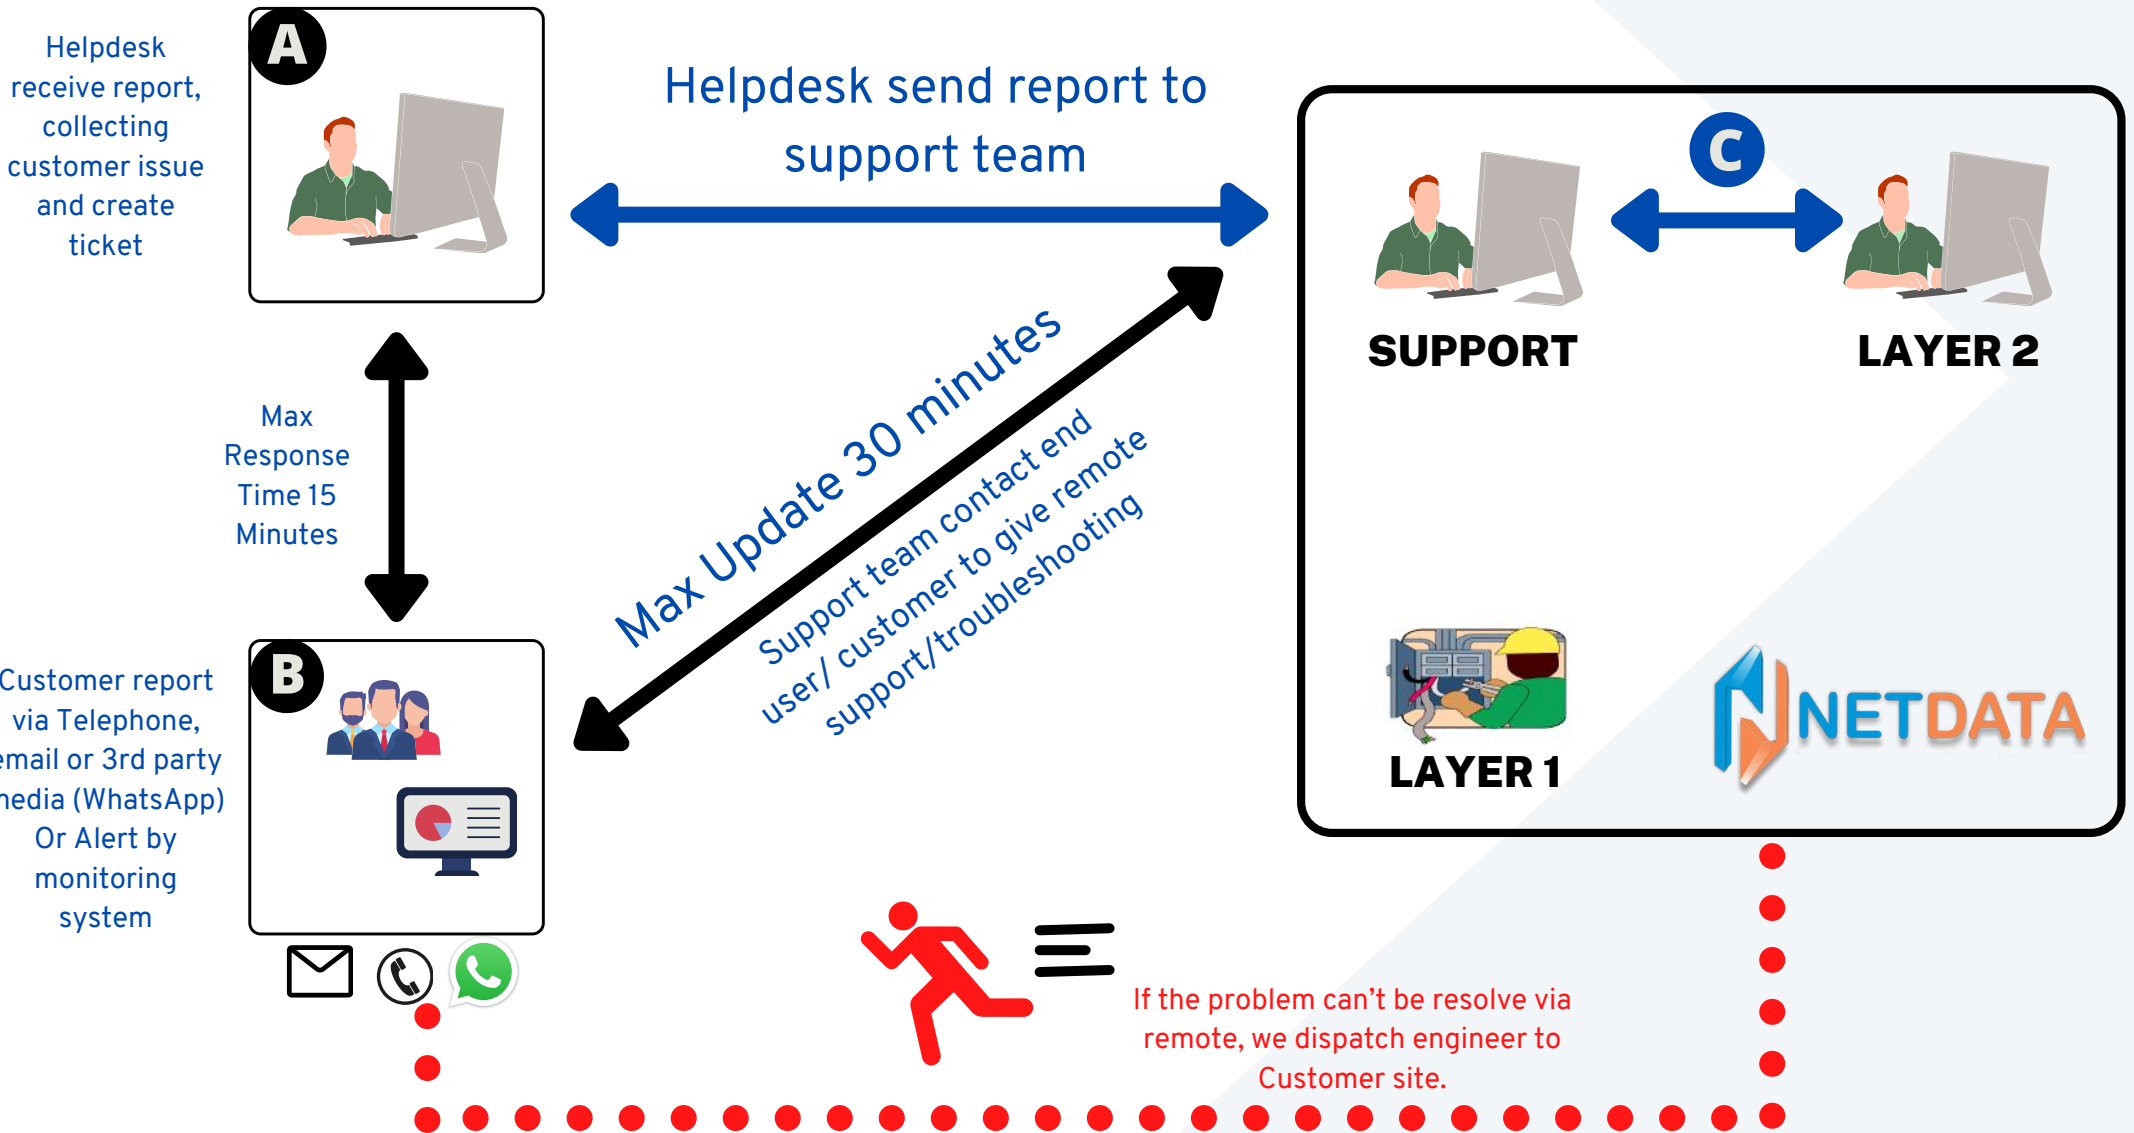 A
Helpdesk
receive report,
collecting
customer issue
and create
ticket
Helpdesk send report to
support team
C
SUPPORT
LAYER 2
Max
Response
Time 15
Minutes
Max Update 30 minutes
Support team contact end
user/ customer to give remote
support/troubleshooting
B
Customer report
via Telephone,
email or 3rd party
media (WhatsApp)
Or Alert by
monitoring
system
LAYER 1
NETDATA
If the problem can't be resolve via
remote, we dispatch engineer to
Customer site.